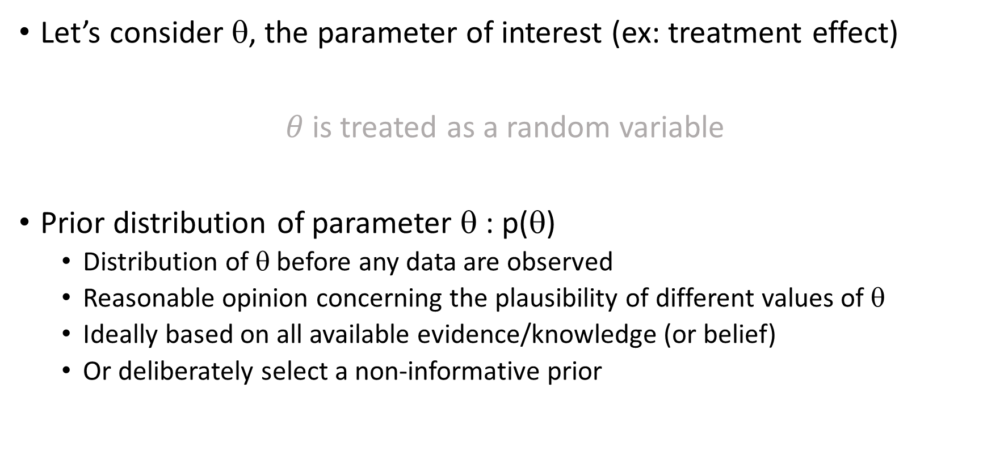 • Let’s consider θ, the parameter of interest (ex: treatment effect)
θ is treated as a random variable
• Prior distribution of parameter θ : p(θ)
• Distribution of θ before any data are observed
• Reasonable opinion concerning the plausibility of different values of θ
• Ideally based on all available evidence/knowledge (or belief)
• Or deliberately select a non-informative prior